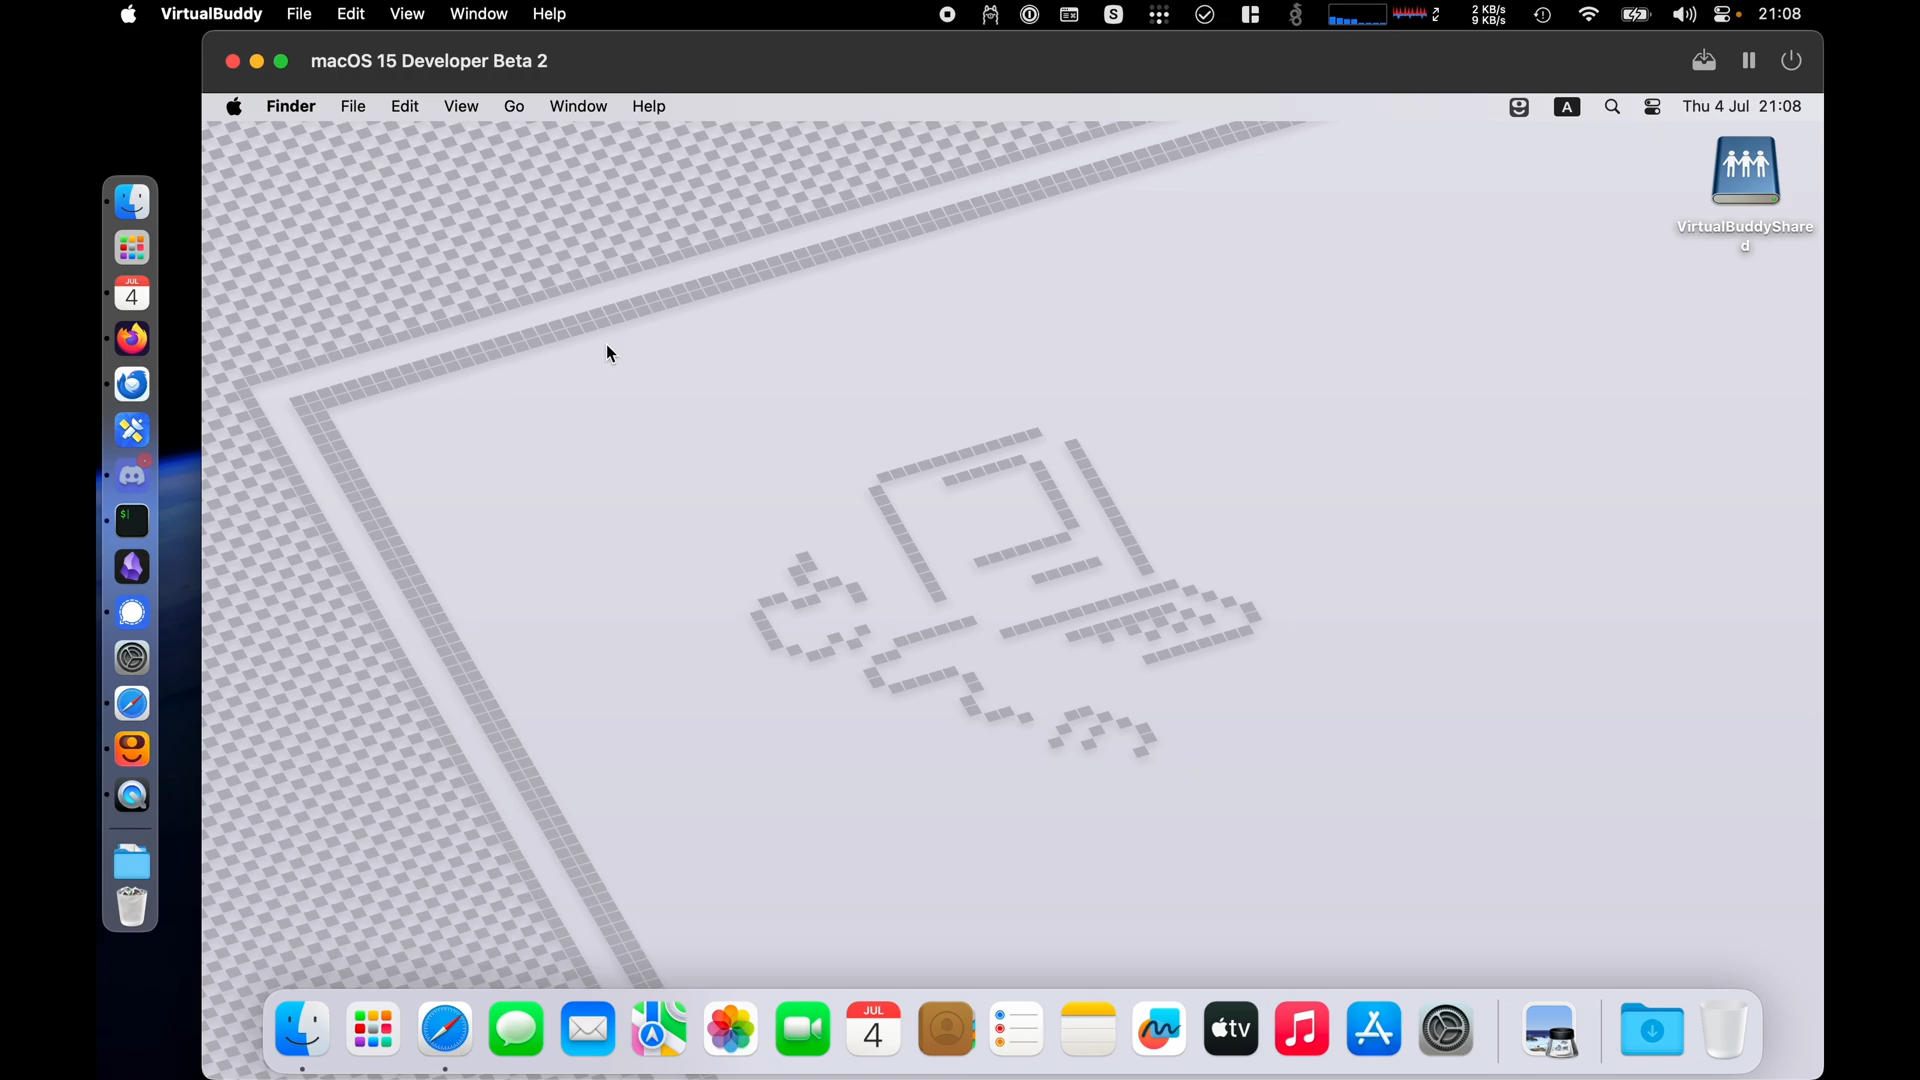 VirtualBuddy File Edit View Window Help
S
2 KB/s
9 KB/s
21:08
macOS 15 Developer Beta 2
Finder File Edit View Go Window Help
A
Thu 4 Jul 21:08
VirtualBuddyShare
d
JUL
4
$
JUL
4
tv